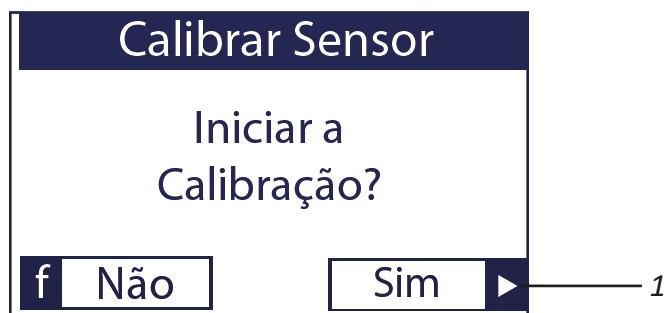 Calibrar Sensor
Iniciar a
Calibração?
f Não Sim ▶ 1